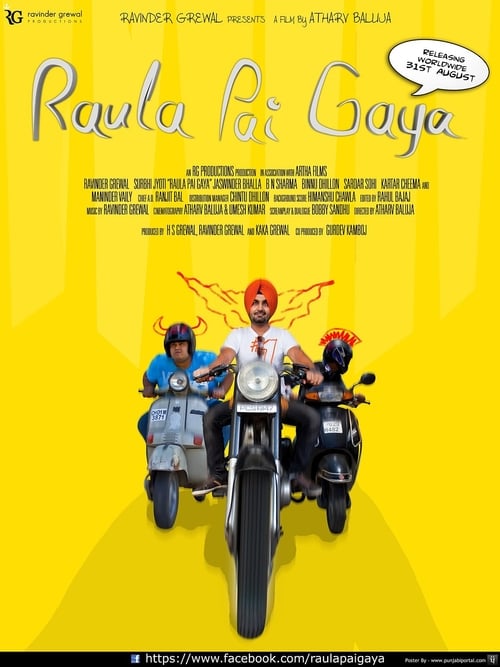 RG ravinder grewal
PRODUCTIONS
RAVINDER GREWAL PRESENTS A FILM BY ATHARV BALUJA
RELEASING
WORLDWIDE
31ST AUGUST
Raula Pai Gaya
AN RG PRODUCTIONS PRODUCTION IN ASSOCIATION WITH ARTHA FILMS
RAVINDER GREWAL SURBHI JYOTI "RAULA PAI GAYA" JASWINDER BHALLA B N SHARMA BINNU DHILLON SARDAR SOHI KARTAR CHEEMA AND
MANINDER VAILY CHIEF A.D. RANJIT BAL DISTRIBUTION MANAGER CHINTU DHILLON BACKGROUND SCORE HIMANSHU CHAWLA EDITED BY RAHUL BAJAJ
MUSIC BY RAVINDER GREWAL CINEMATOGRAPHY ATHARV BALUJA & UMESH KUMAR SCREENPLAY & DIALOGUE BOBBY SANDHU DIRECTED BY ATHARV BALUJA
PRODUCED BY H S GREWAL, RAVINDER GREWAL AND KAKA GREWAL CO PRODUCED BY GURDEV KAMBOJ
#1
3871
8482
f https://www.facebook.com/raulapaigaya
Poster By - www.punjabiportal.com